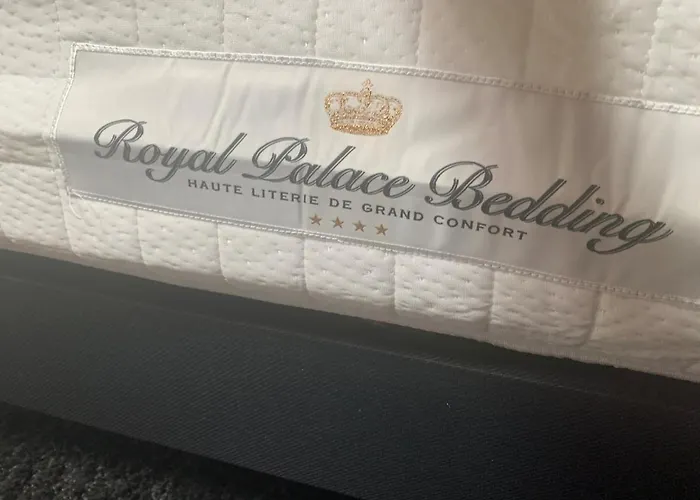 Royal Palace Bedding
HAUTE LITERIE DE GRAND CONFORT